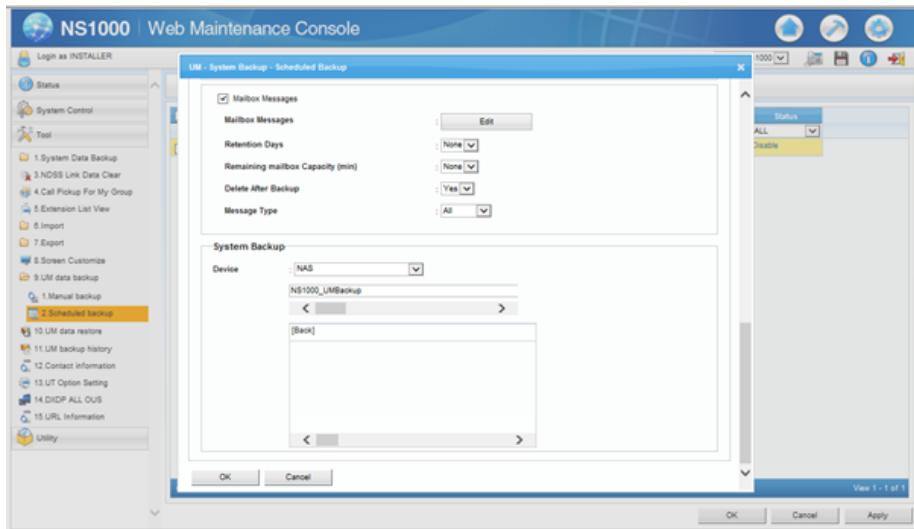 NS1000 Web Maintenance Console
Login as INSTALLER
1000
Status
System Control
Tool
1.System Data Backup
3.NDSS Link Data Clear
4.Call Pickup For My Group
5.Extension List View
6.Import
7.Export
8.Screen Customize
9.UM data backup
1.Manual backup
2.Scheduled backup
10.UM data restore
11.UM backup history
12.Contact information
13.UT Option Setting
14.DXDP ALL OUS
15.URL Information
Utility
UM - System Backup - Scheduled Backup
Mailbox Messages
Mailbox Messages : Edit
Retention Days : None
Remaining mailbox Capacity (min) : None
Delete After Backup : Yes
Message Type : All
System Backup
Device : NAS
NS1000_UMBackup
[Back]
OK Cancel
Status
ALL
Disable
View 1 - 1 of 1
OK Cancel Apply